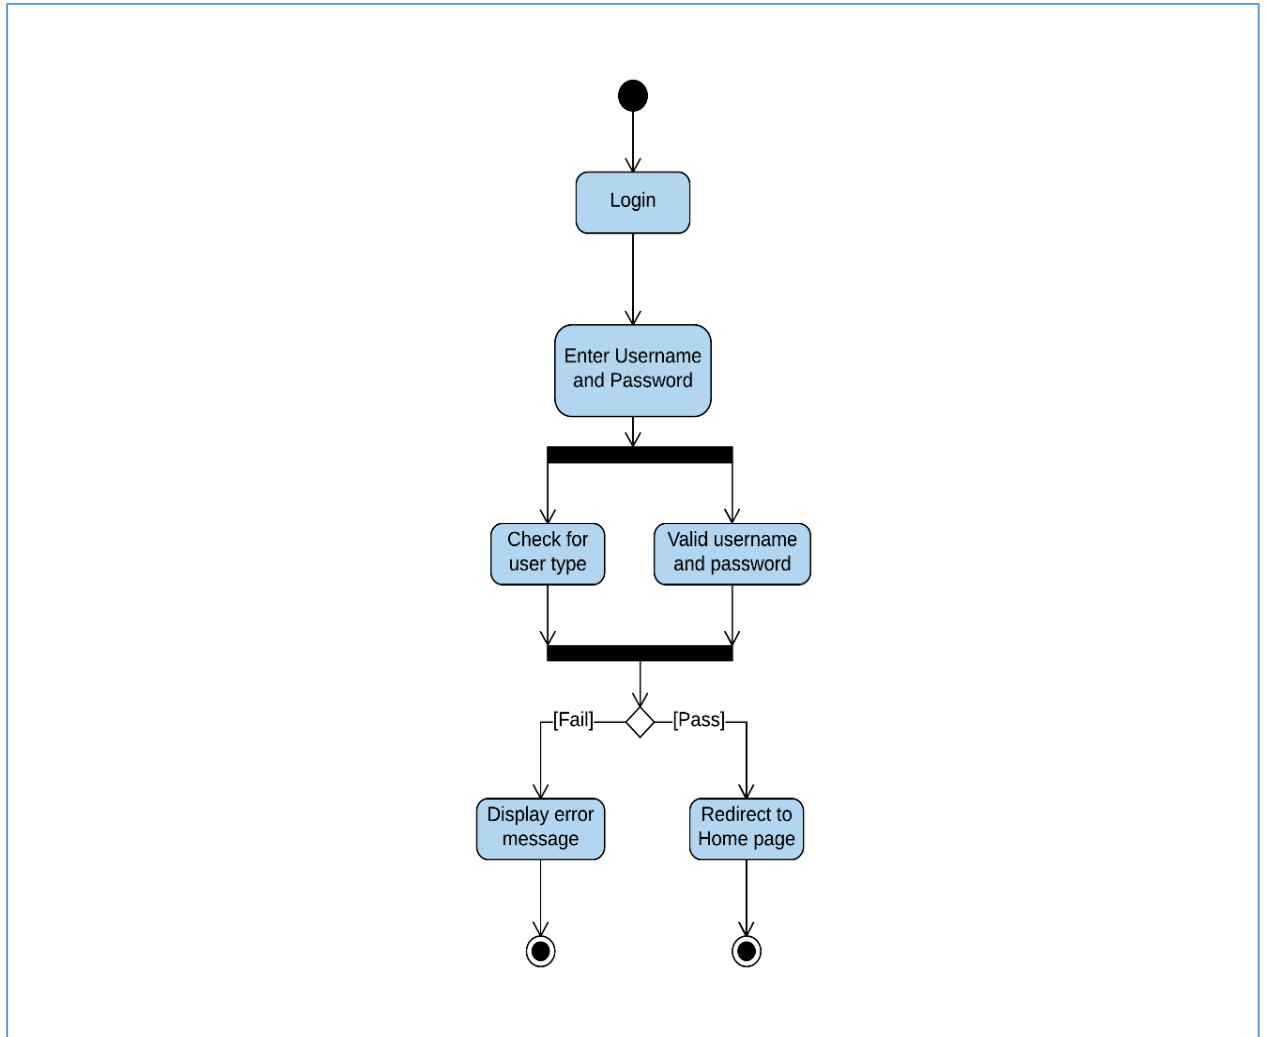 Login
Enter Username
and Password
Check for
user type
Valid username
and password
[Fail]
[Pass]
Display error
message
Redirect to
Home page